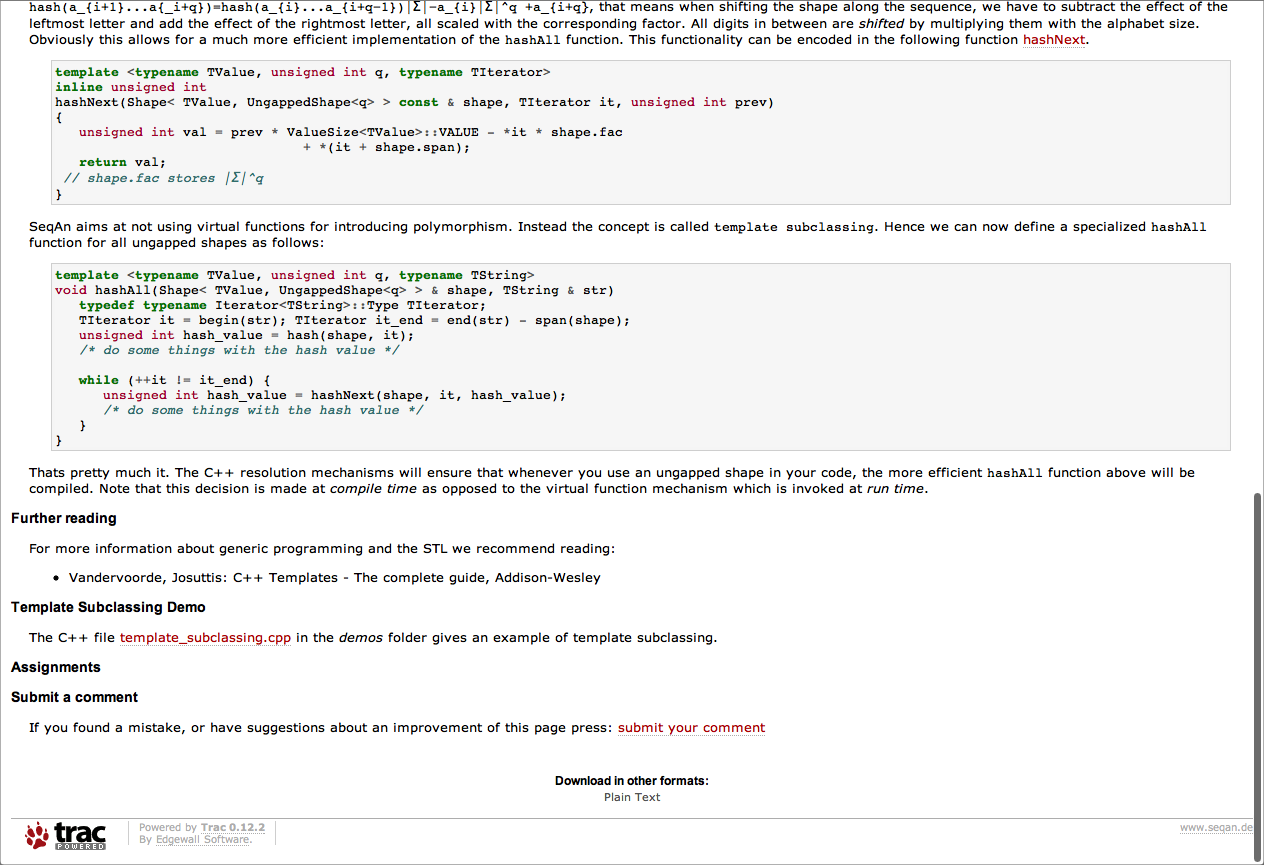 hash(a_{i+1}...a{_i+q})=hash(a_{i}...a_{i+q-1})|Σ|−a_{i}|Σ|^q +a_{i+q}, that means when shifting the shape along the sequence, we have to subtract the effect of the
leftmost letter and add the effect of the rightmost letter, all scaled with the corresponding factor. All digits in between are shifted by multiplying them with the alphabet size.
Obviously this allows for a much more efficient implementation of the hashAll function. This functionality can be encoded in the following function hashNext.
template <typename TValue, unsigned int q, typename TIterator>
inline unsigned int
hashNext(Shape< TValue, UngappedShape<q> > const & shape, TIterator it, unsigned int prev)
{
   unsigned int val = prev * ValueSize<TValue>::VALUE - *it * shape.fac
                               + *(it + shape.span);
   return val;
 // shape.fac stores |Σ|^q
}
SeqAn aims at not using virtual functions for introducing polymorphism. Instead the concept is called template subclassing. Hence we can now define a specialized hashAll
function for all ungapped shapes as follows:
template <typename TValue, unsigned int q, typename TString>
void hashAll(Shape< TValue, UngappedShape<q> > & shape, TString & str)
   typedef typename Iterator<TString>::Type TIterator;
   TIterator it = begin(str); TIterator it_end = end(str) - span(shape);
   unsigned int hash_value = hash(shape, it);
   /* do some things with the hash value */
   while (++it != it_end) {
      unsigned int hash_value = hashNext(shape, it, hash_value);
      /* do some things with the hash value */
   }
}
Thats pretty much it. The C++ resolution mechanisms will ensure that whenever you use an ungapped shape in your code, the more efficient hashAll function above will be
compiled. Note that this decision is made at compile time as opposed to the virtual function mechanism which is invoked at run time.
Further reading
For more information about generic programming and the STL we recommend reading:
• Vandervoorde, Josuttis: C++ Templates - The complete guide, Addison-Wesley
Template Subclassing Demo
The C++ file template_subclassing.cpp in the demos folder gives an example of template subclassing.
Assignments
Submit a comment
If you found a mistake, or have suggestions about an improvement of this page press: submit your comment
Download in other formats:
Plain Text
trac
POWERED
Powered by Trac 0.12.2
By Edgewall Software.
www.seqan.de